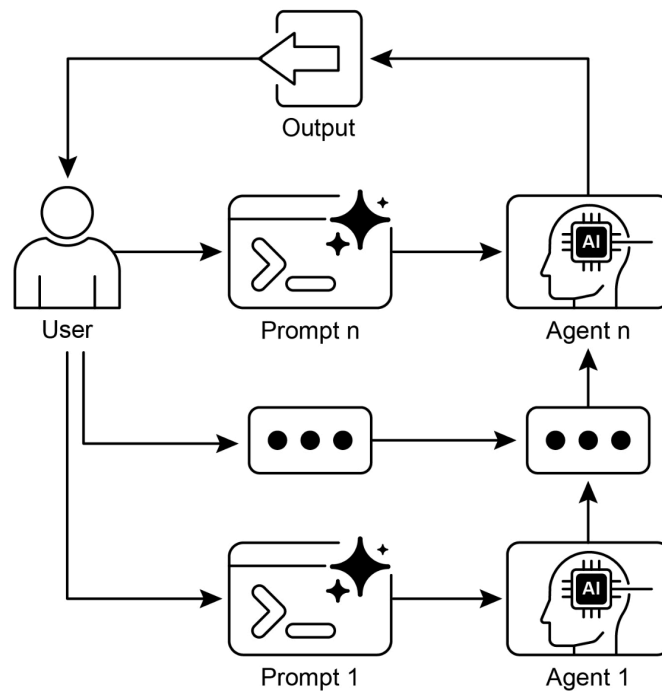 Output
AI
User
Prompt n
Agent n
AI
Prompt 1
Agent 1